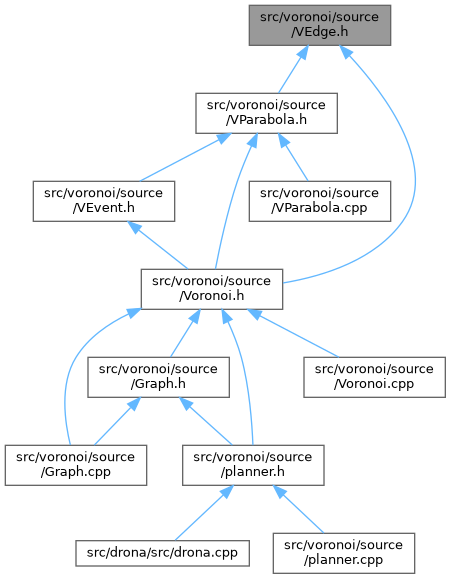 src/voronoi/source
/VEdge.h
src/voronoi/source
/VParabola.h
src/voronoi/source
/VEvent.h
src/voronoi/source
/VParabola.cpp
src/voronoi/source
/Voronoi.h
src/voronoi/source
/Graph.h
src/voronoi/source
/Voronoi.cpp
src/voronoi/source
/Graph.cpp
src/voronoi/source
/planner.h
src/drona/src/drona.cpp
src/voronoi/source
/planner.cpp